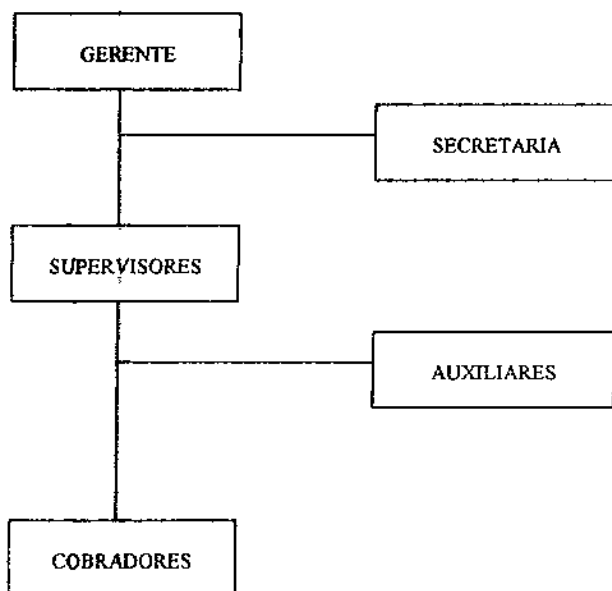 GERENTE
SECRETARIA
SUPERVISORES
AUXILIARES
COBRADORES